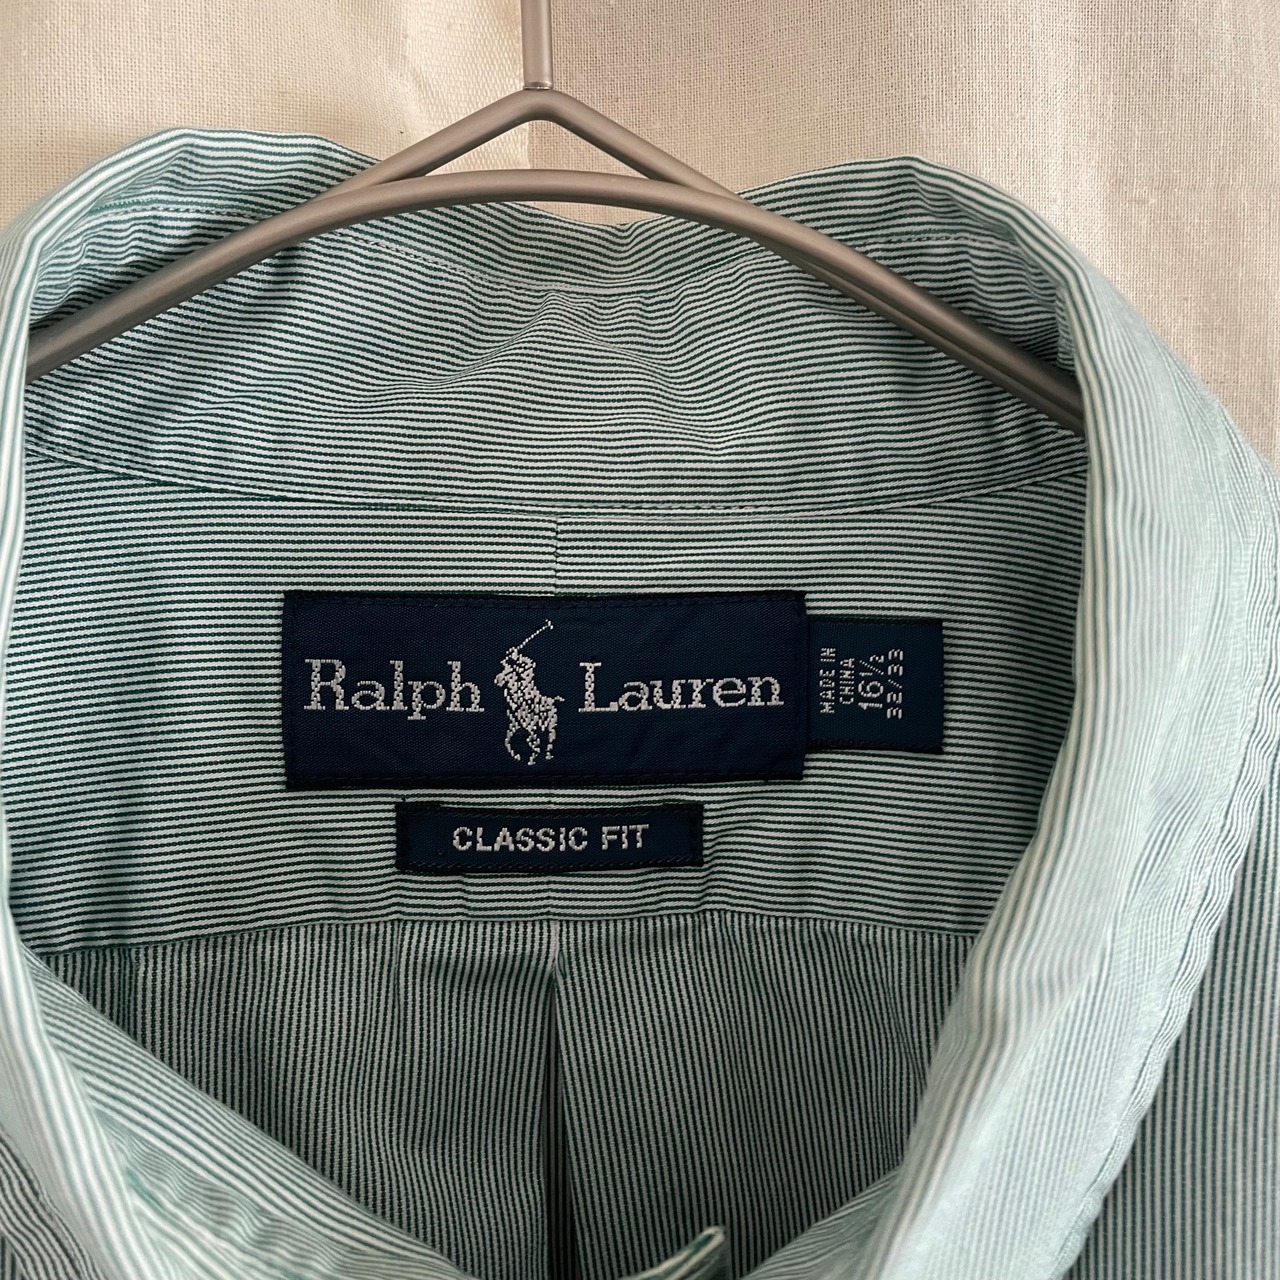 Ralph Lauren
MADE IN
CHINA
16½
32/33
CLASSIC FIT